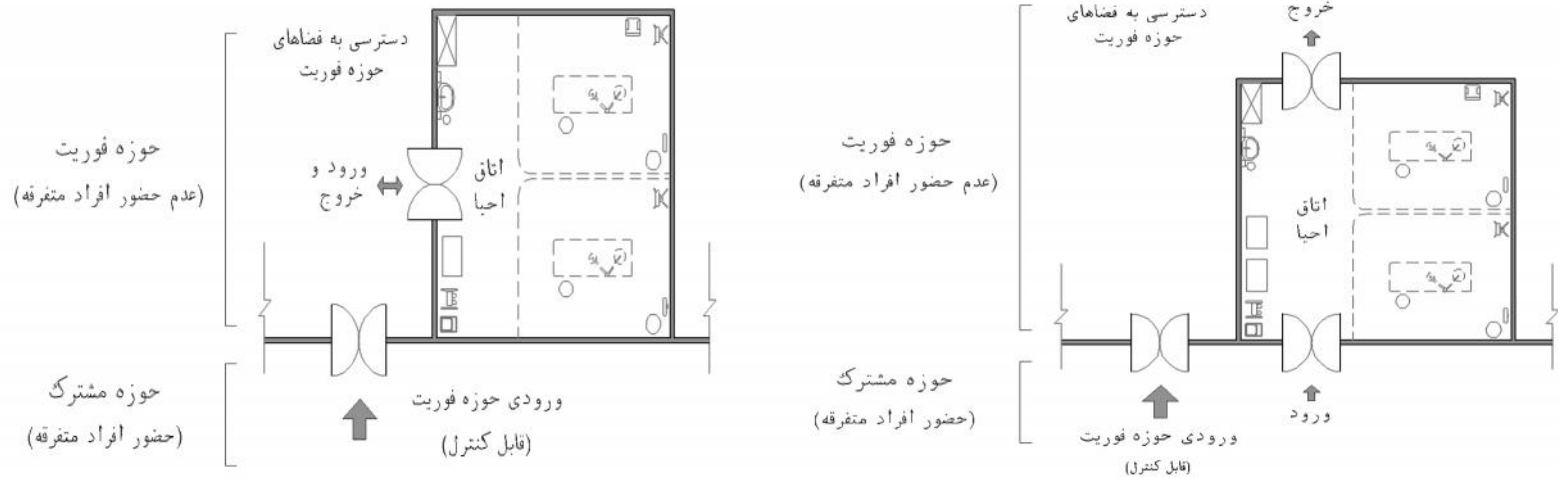 دسترسی به فضاهای
حوزه فوریت
حوزه فوریت
(عدم حضور افراد متفرقه)
ورود و
خروج
اتاق
احیا
حوزه مشترک
(حضور افراد متفرقه)
ورودی حوزه فوریت
(قابل کنترل)
دسترسی به فضاهای
حوزه فوریت
خروج
حوزه فوریت
(عدم حضور افراد متفرقه)
اتاق
احیا
حوزه مشترک
(حضور افراد متفرقه)
ورود
ورودی حوزه فوریت
(قابل کنترل)